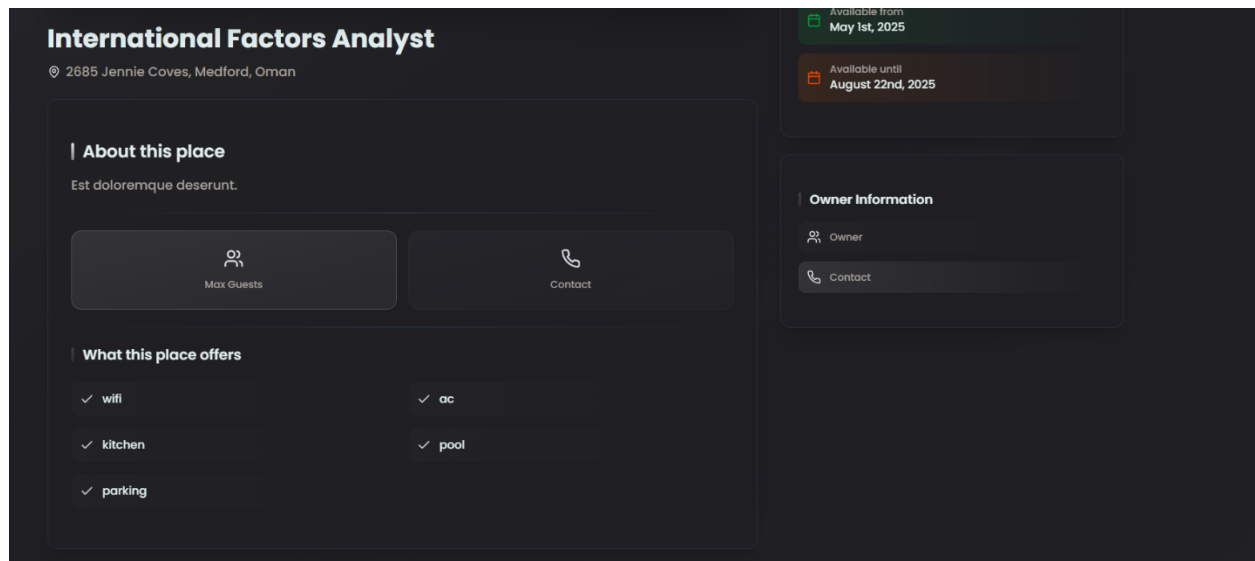 International Factors Analyst
2685 Jennie Coves, Medford, Oman
About this place
Est doloremque deserunt.
Max Guests
Contact
What this place offers
wifi
ac
kitchen
pool
parking
Available from
May 1st, 2025
Available until
August 22nd, 2025
Owner Information
Owner
Contact